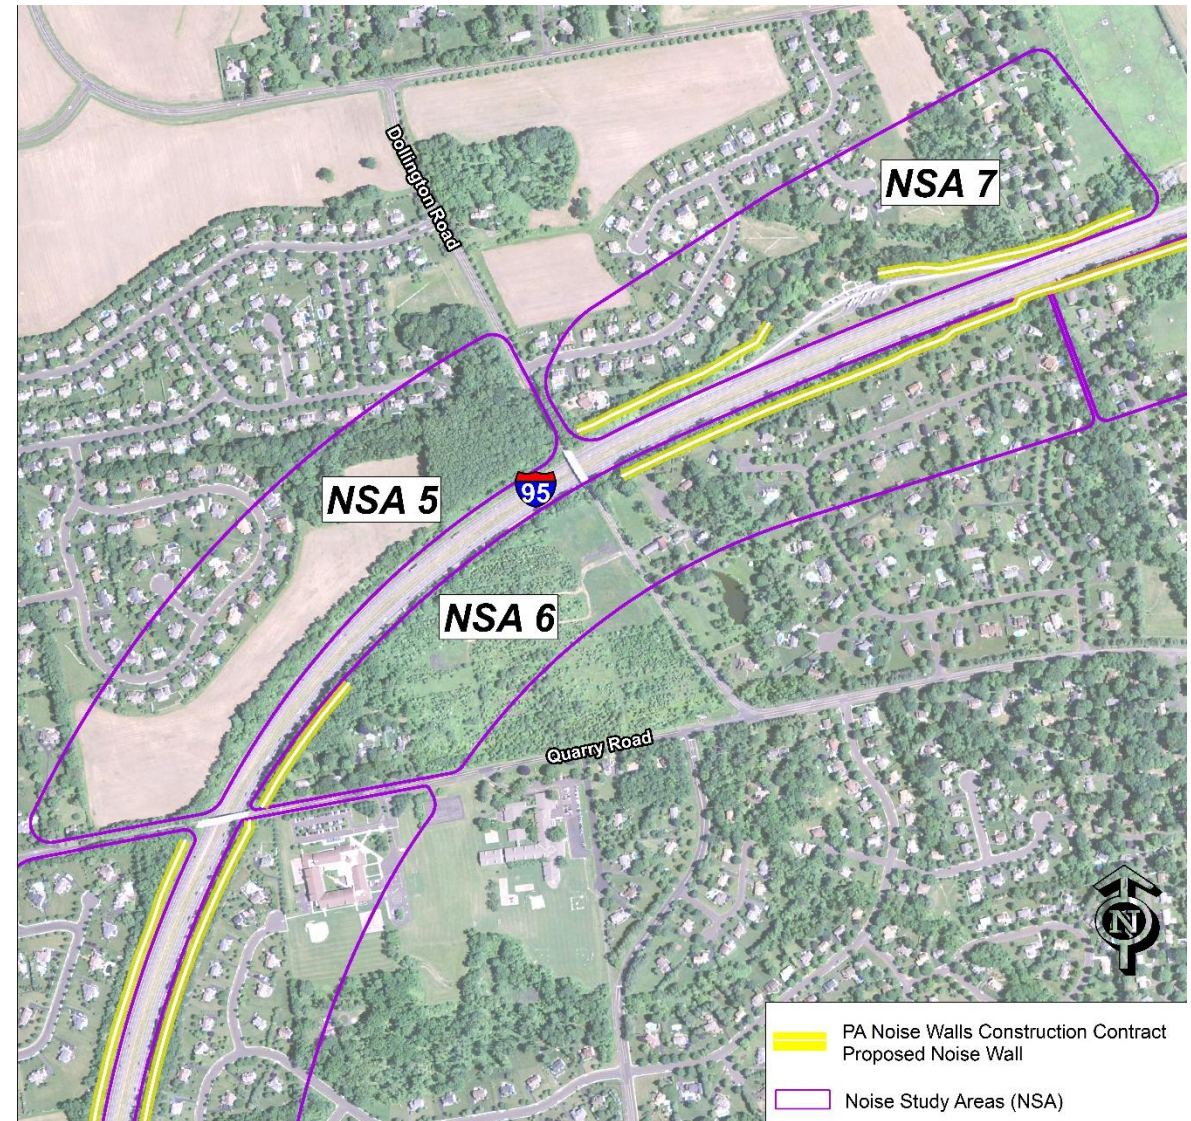 Dollington Road
NSA 7
NSA 5
95
NSA 6
Quarry Road
N
PA Noise Walls Construction Contract
Proposed Noise Wall
Noise Study Areas (NSA)